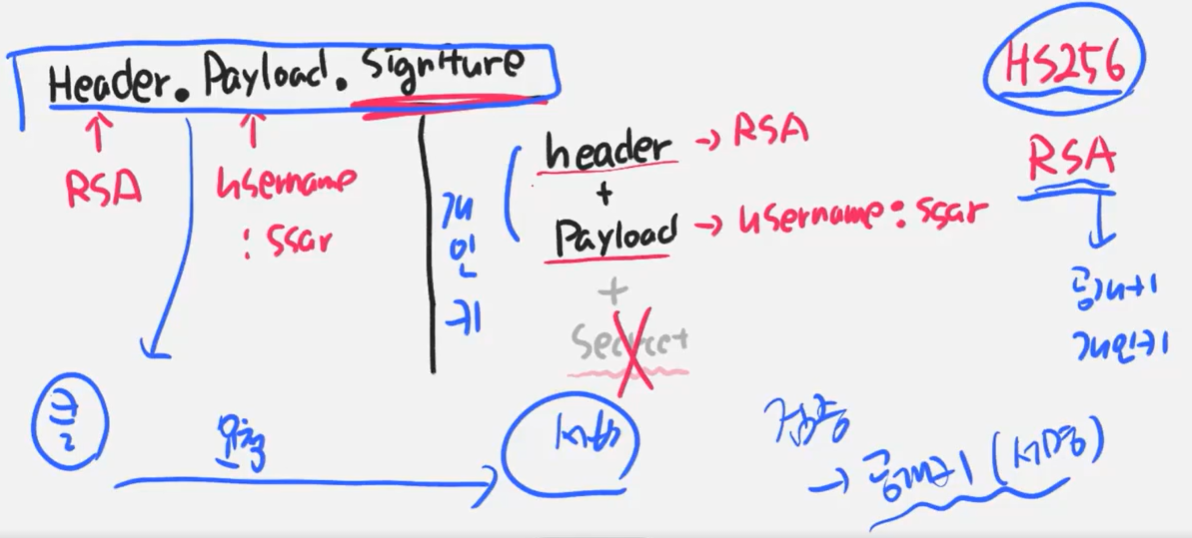 Header. Payload. Signiture
HS256
RSA
username
: ssar
개인키
header → RSA
+
Payload → username: ssar
+
Secret
RSA
공개키
개인키
클
요청
서버
검증
→ 공개키 (서명)